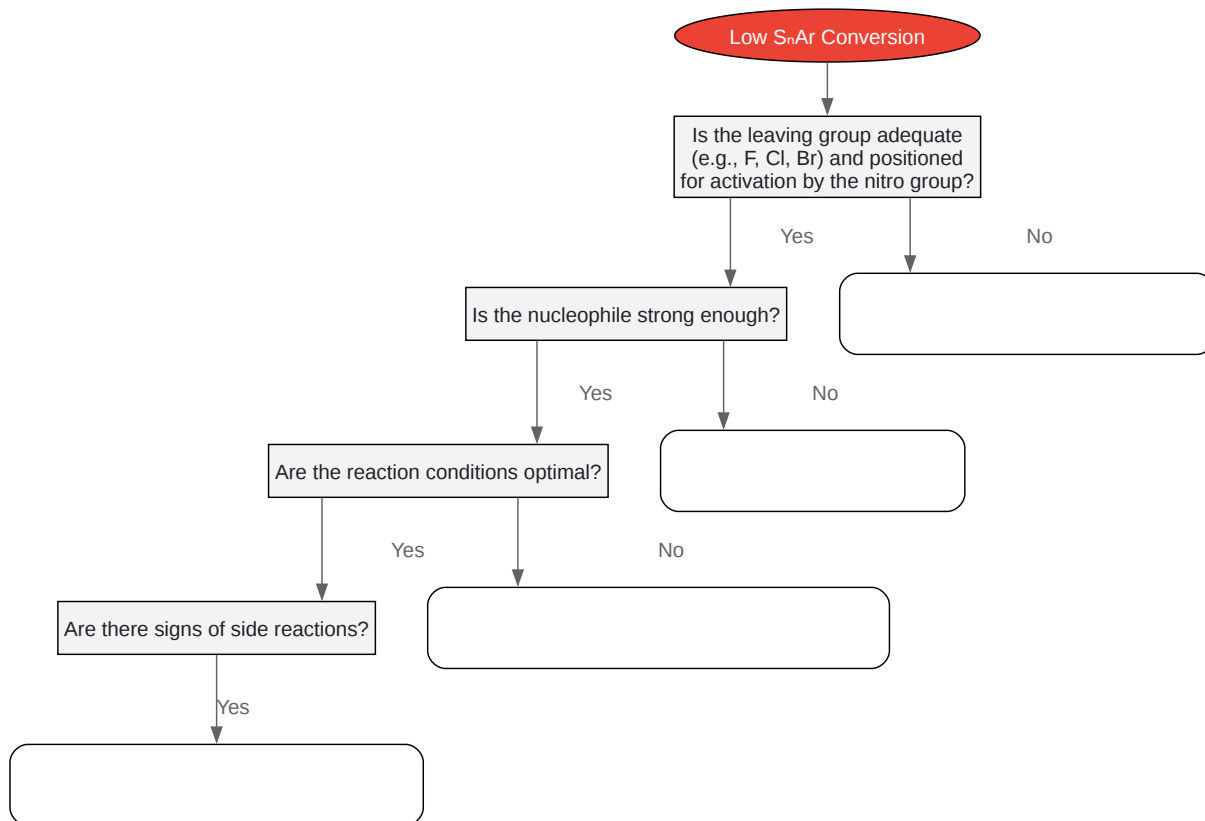 Low SₙAr Conversion
Is the leaving group adequate
(e.g., F, Cl, Br) and positioned
for activation by the nitro group?
Yes
No
Is the nucleophile strong enough?
Yes
No
Are the reaction conditions optimal?
Yes
No
Are there signs of side reactions?
Yes